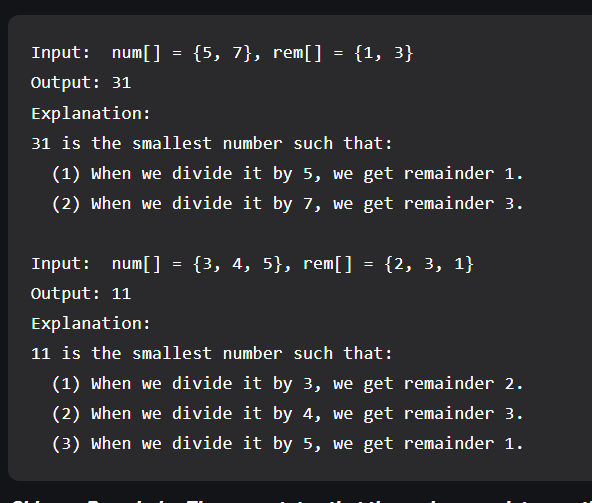 Input:  num[] = {5, 7}, rem[] = {1, 3}
Output: 31
Explanation:
31 is the smallest number such that:
  (1) When we divide it by 5, we get remainder 1.
  (2) When we divide it by 7, we get remainder 3.
Input:  num[] = {3, 4, 5}, rem[] = {2, 3, 1}
Output: 11
Explanation:
11 is the smallest number such that:
  (1) When we divide it by 3, we get remainder 2.
  (2) When we divide it by 4, we get remainder 3.
  (3) When we divide it by 5, we get remainder 1.